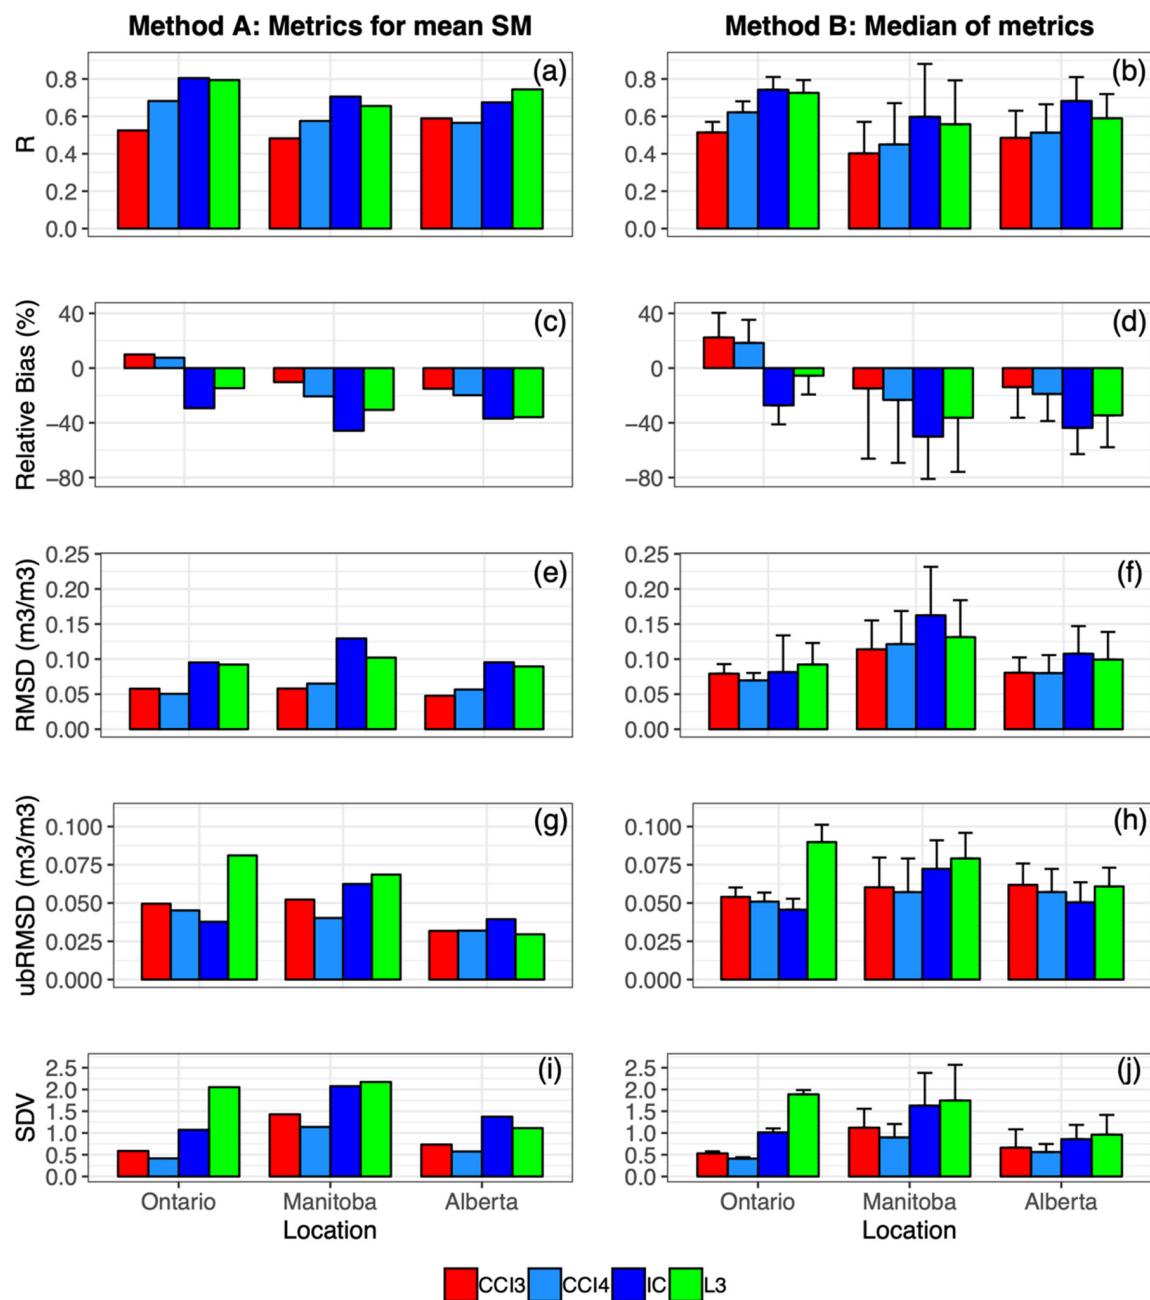 Method A: Metrics for mean SM
Method B: Median of metrics
R
0.8
0.6
0.4
0.2
0.0
(a)
0.8
0.6
0.4
0.2
0.0
(b)
Relative Bias (%)
40
0
−40
−80
(c)
40
0
−40
−80
(d)
RMSD (m3/m3)
0.25
0.20
0.15
0.10
0.05
0.00
(e)
0.25
0.20
0.15
0.10
0.05
0.00
(f)
ubRMSD (m3/m3)
0.100
0.075
0.050
0.025
0.000
(g)
0.100
0.075
0.050
0.025
0.000
(h)
SDV
2.5
2.0
1.5
1.0
0.5
0.0
(i)
Ontario Manitoba Alberta
Location
2.5
2.0
1.5
1.0
0.5
0.0
(j)
Ontario Manitoba Alberta
Location
CCI3 CCI4 IC L3